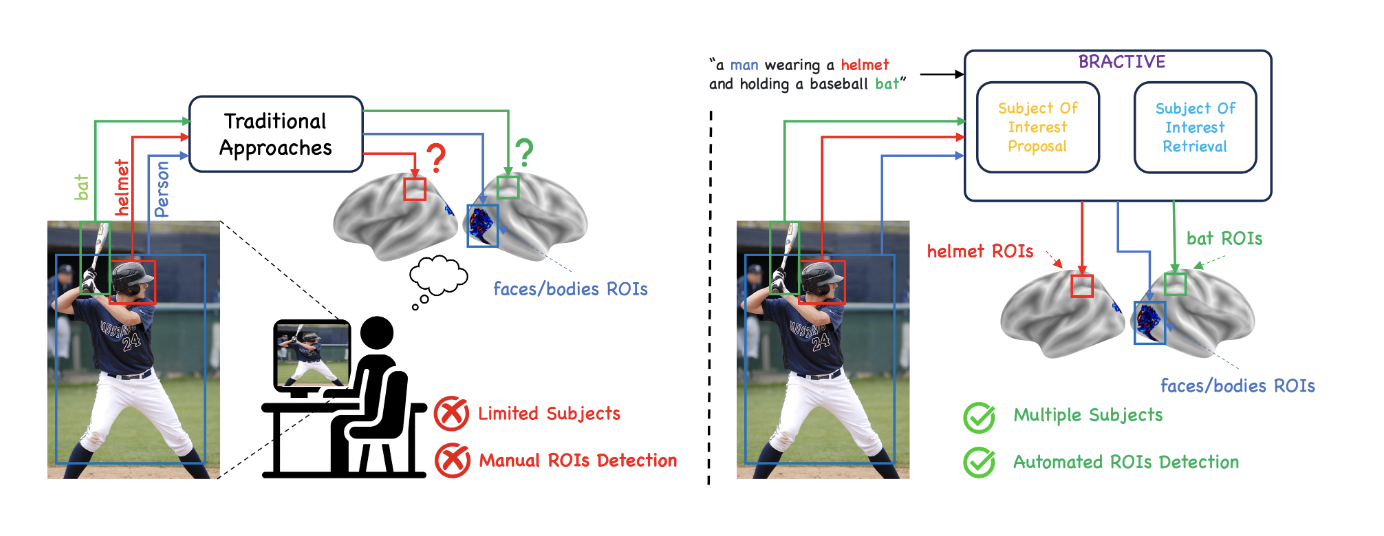 Traditional
Approaches
bat
helmet
Person
?
?
faces/bodies ROIs
24
Limited Subjects
Manual ROIs Detection
"a man wearing a helmet
and holding a baseball bat"
BRACTIVE
Subject Of
Interest
Proposal
Subject Of
Interest
Retrieval
24
helmet ROIs
bat ROIs
faces/bodies ROIs
Multiple Subjects
Automated ROIs Detection